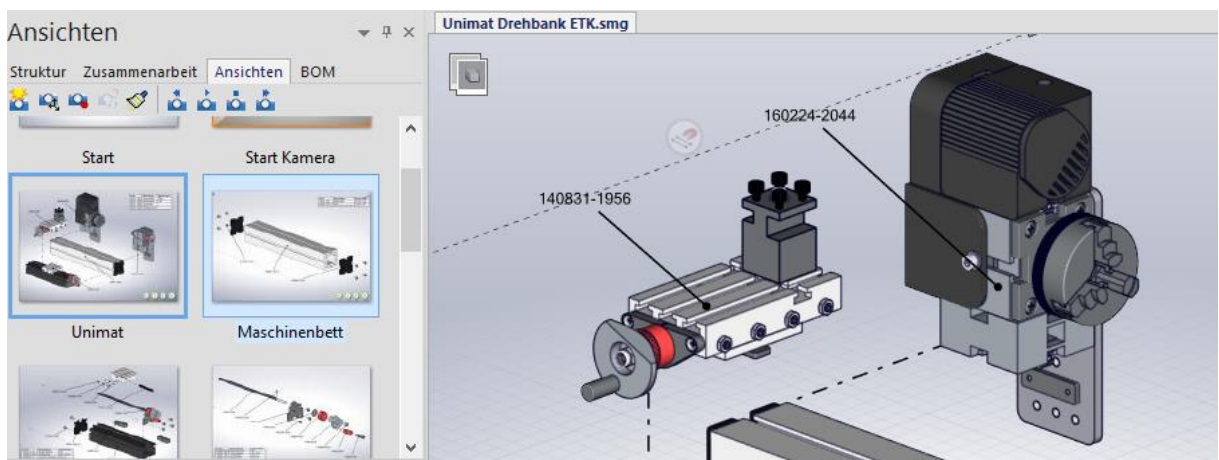 Ansichten
Struktur Zusammenarbeit Ansichten BOM
Start
Start Kamera
Unimat
Maschinenbett
Unimat Drehbank ETK.smg
160224-2044
140831-1956